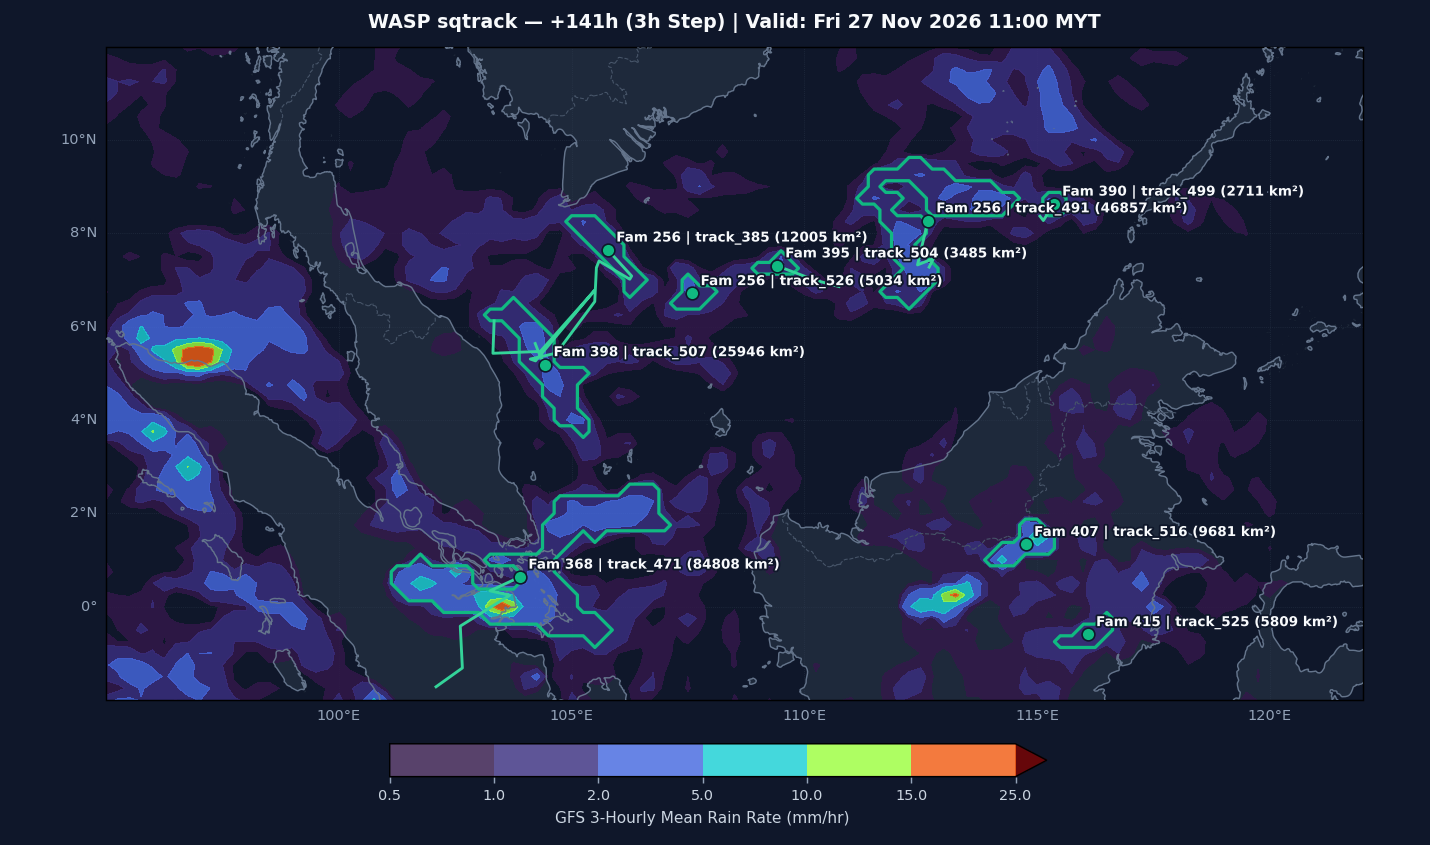 WASP sqtrack — +141h (3h Step) | Valid: Fri 27 Nov 2026 11:00 MYT
10°N
8°N
6°N
4°N
2°N
0°
Fam 390 | track_499 (2711 km²)
Fam 256 | track_491 (46857 km²)
Fam 256 | track_385 (12005 km²)
Fam 395 | track_504 (3485 km²)
Fam 256 | track_526 (5034 km²)
Fam 398 | track_507 (25946 km²)
Fam 407 | track_516 (9681 km²)
Fam 368 | track_471 (84808 km²)
Fam 415 | track_525 (5809 km²)
100°E 105°E 110°E 115°E 120°E
0.5 1.0 2.0 5.0 10.0 15.0 25.0
GFS 3-Hourly Mean Rain Rate (mm/hr)